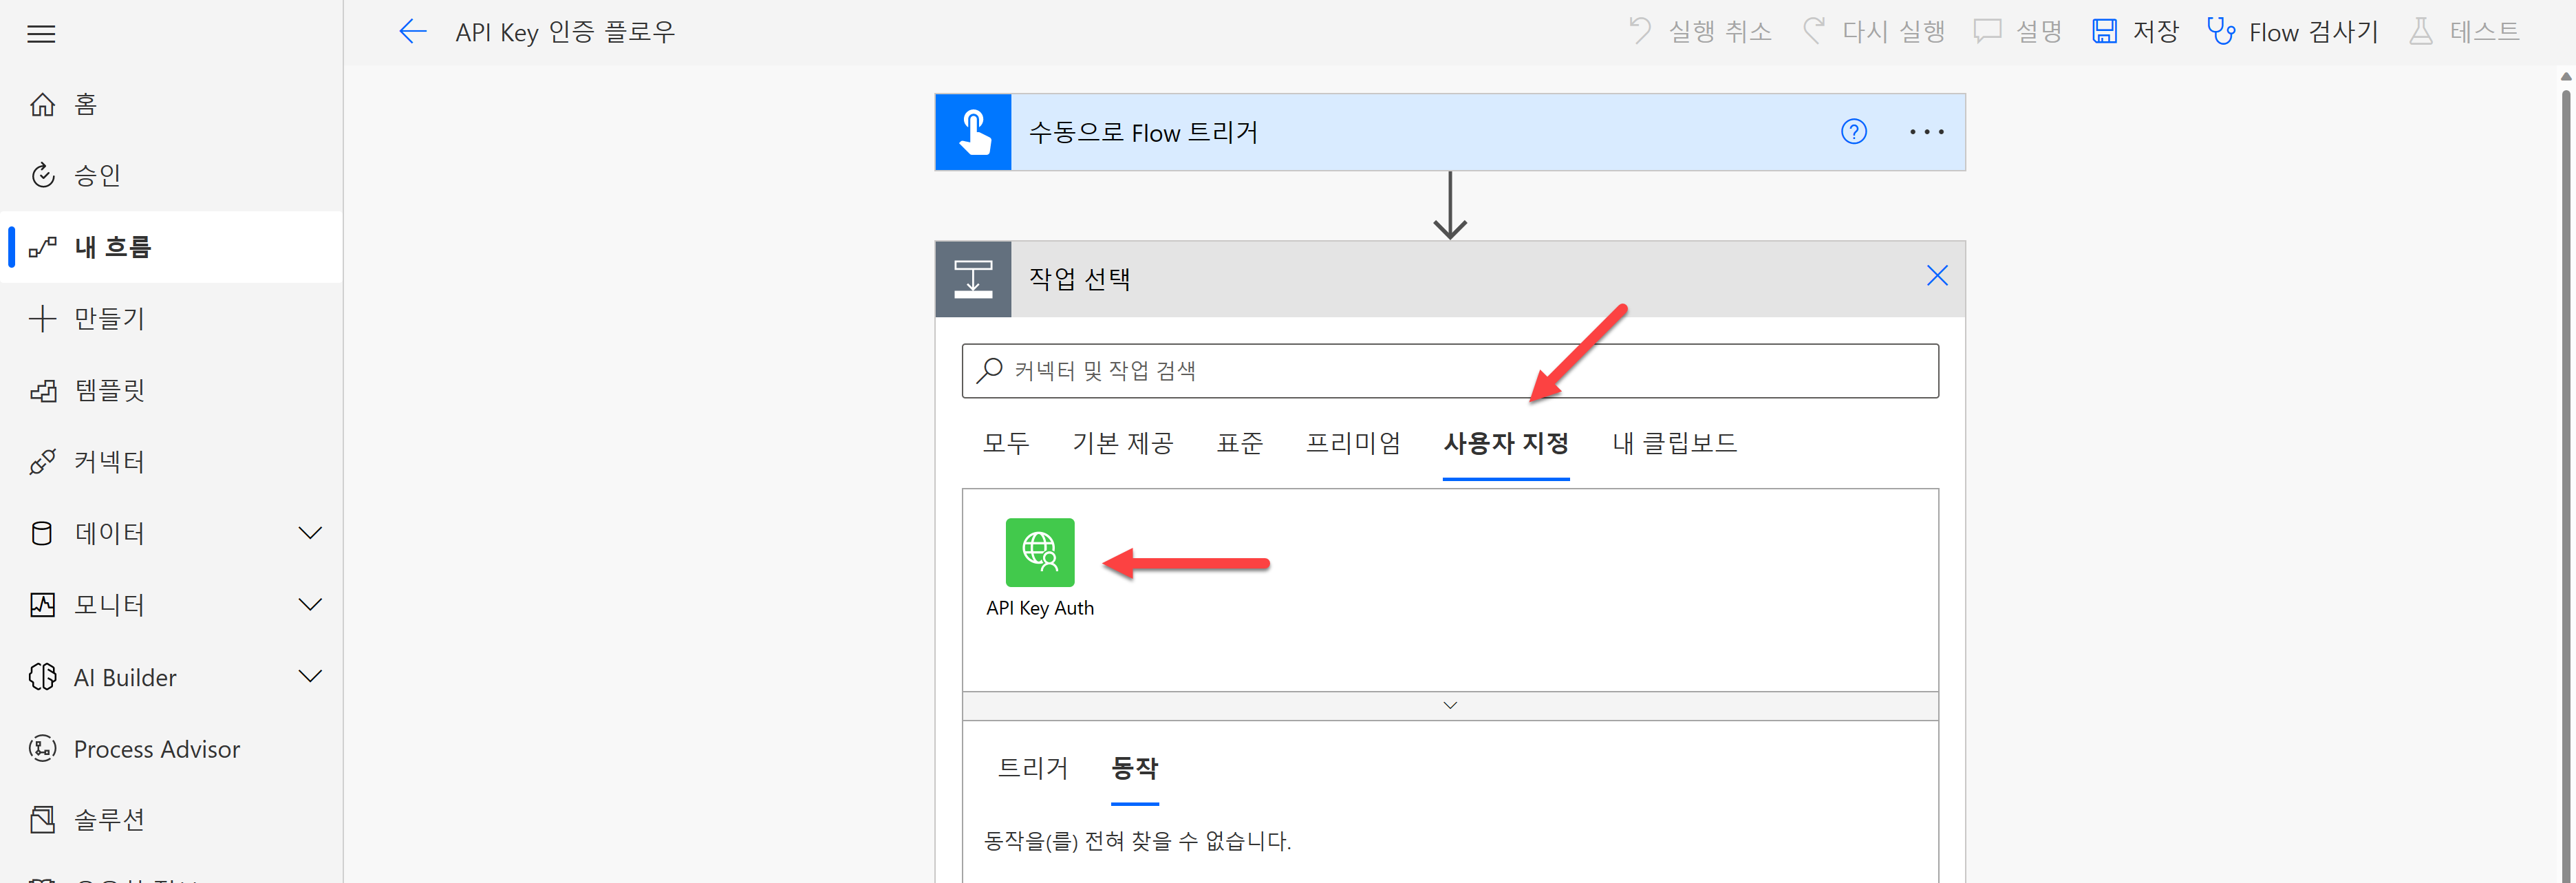 API Key 인증 플로우
실행 취소
다시 실행
설명
저장
Flow 검사기
테스트
홈
승인
내 흐름
만들기
템플릿
커넥터
데이터
모니터
AI Builder
Process Advisor
솔루션
수동으로 Flow 트리거
작업 선택
커넥터 및 작업 검색
모두
기본 제공
표준
프리미엄
사용자 지정
내 클립보드
API Key Auth
트리거
동작
동작을(를) 전혀 찾을 수 없습니다.